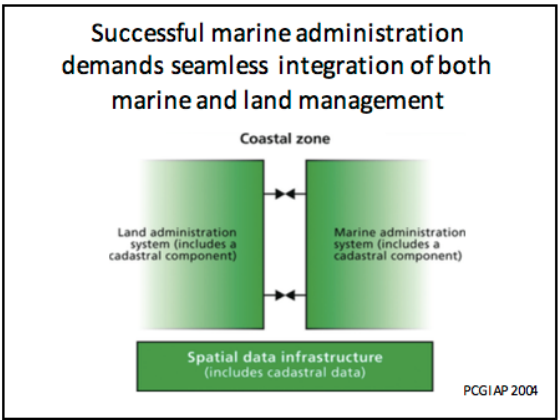 Successful marine administration
demands seamless integration of both
marine and land management
Coastal zone
Land administration
system (includes a
cadastral component)
Marine administration
system (includes a
cadastral component)
Spatial data infrastructure
(includes cadastral data)
PCGIAP 2004